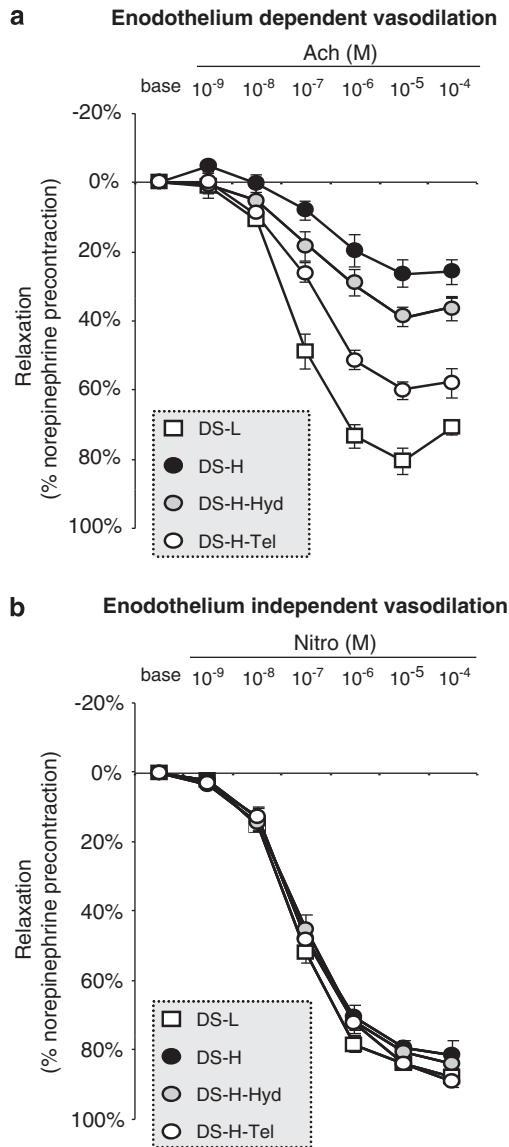 a Enodothelium dependent vasodilation
Ach (M)
base 10⁻⁹ 10⁻⁸ 10⁻⁷ 10⁻⁶ 10⁻⁵ 10⁻⁴
-20%
0%
20%
40%
60%
80%
100%
Relaxation
(% norepinephrine precontraction)
DS-L
DS-H
DS-H-Hyd
DS-H-Tel
b Enodothelium independent vasodilation
Nitro (M)
base 10⁻⁹ 10⁻⁸ 10⁻⁷ 10⁻⁶ 10⁻⁵ 10⁻⁴
-20%
0%
20%
40%
60%
80%
100%
Relaxation
(% norepinephrine precontraction)
DS-L
DS-H
DS-H-Hyd
DS-H-Tel